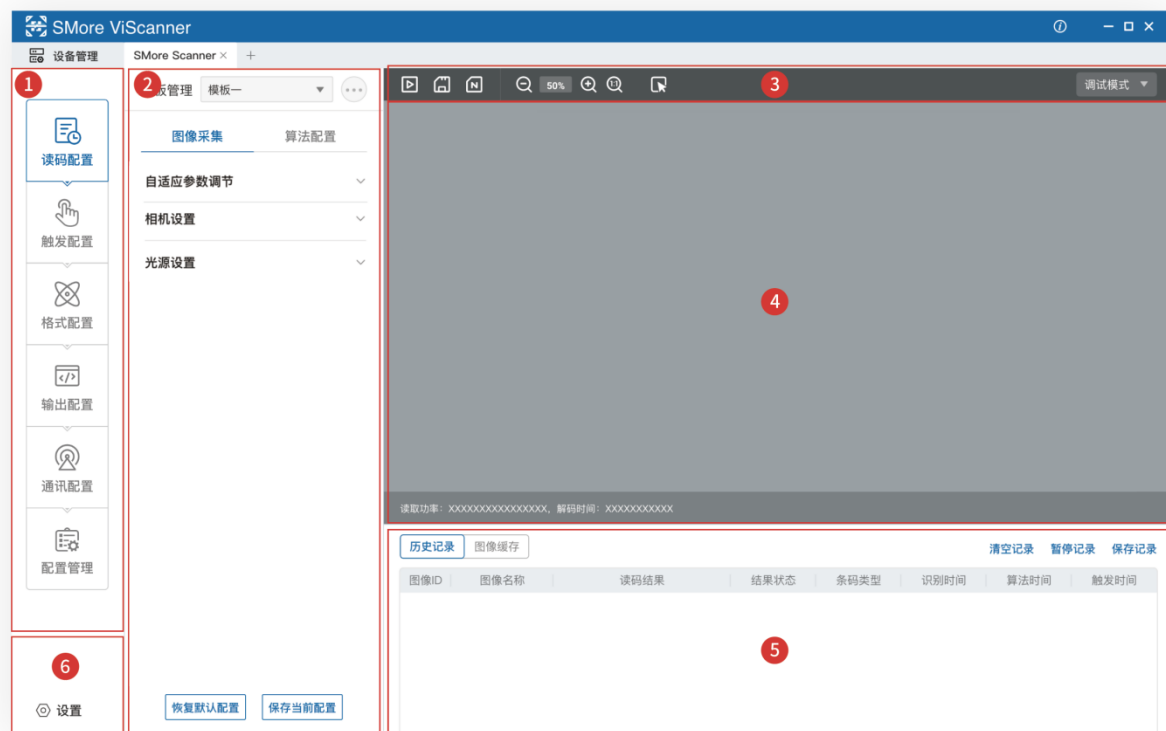 SMore ViScanner
设备管理
SMore Scanner × +
1
读码配置
触发配置
格式配置
输出配置
通讯配置
配置管理
6
设置
2
板管理 模板一
图像采集 算法配置
自适应参数调节
相机设置
光源设置
恢复默认配置 保存当前配置
N 50% 1:1 3 调试模式
4
读取功率：XXXXXXXXXXXXXXXX，解码时间：XXXXXXXXXXX
历史记录 图像缓存 清空记录 暂停记录 保存记录
图像ID 图像名称 读码结果 结果状态 条码类型 识别时间 算法时间 触发时间
5